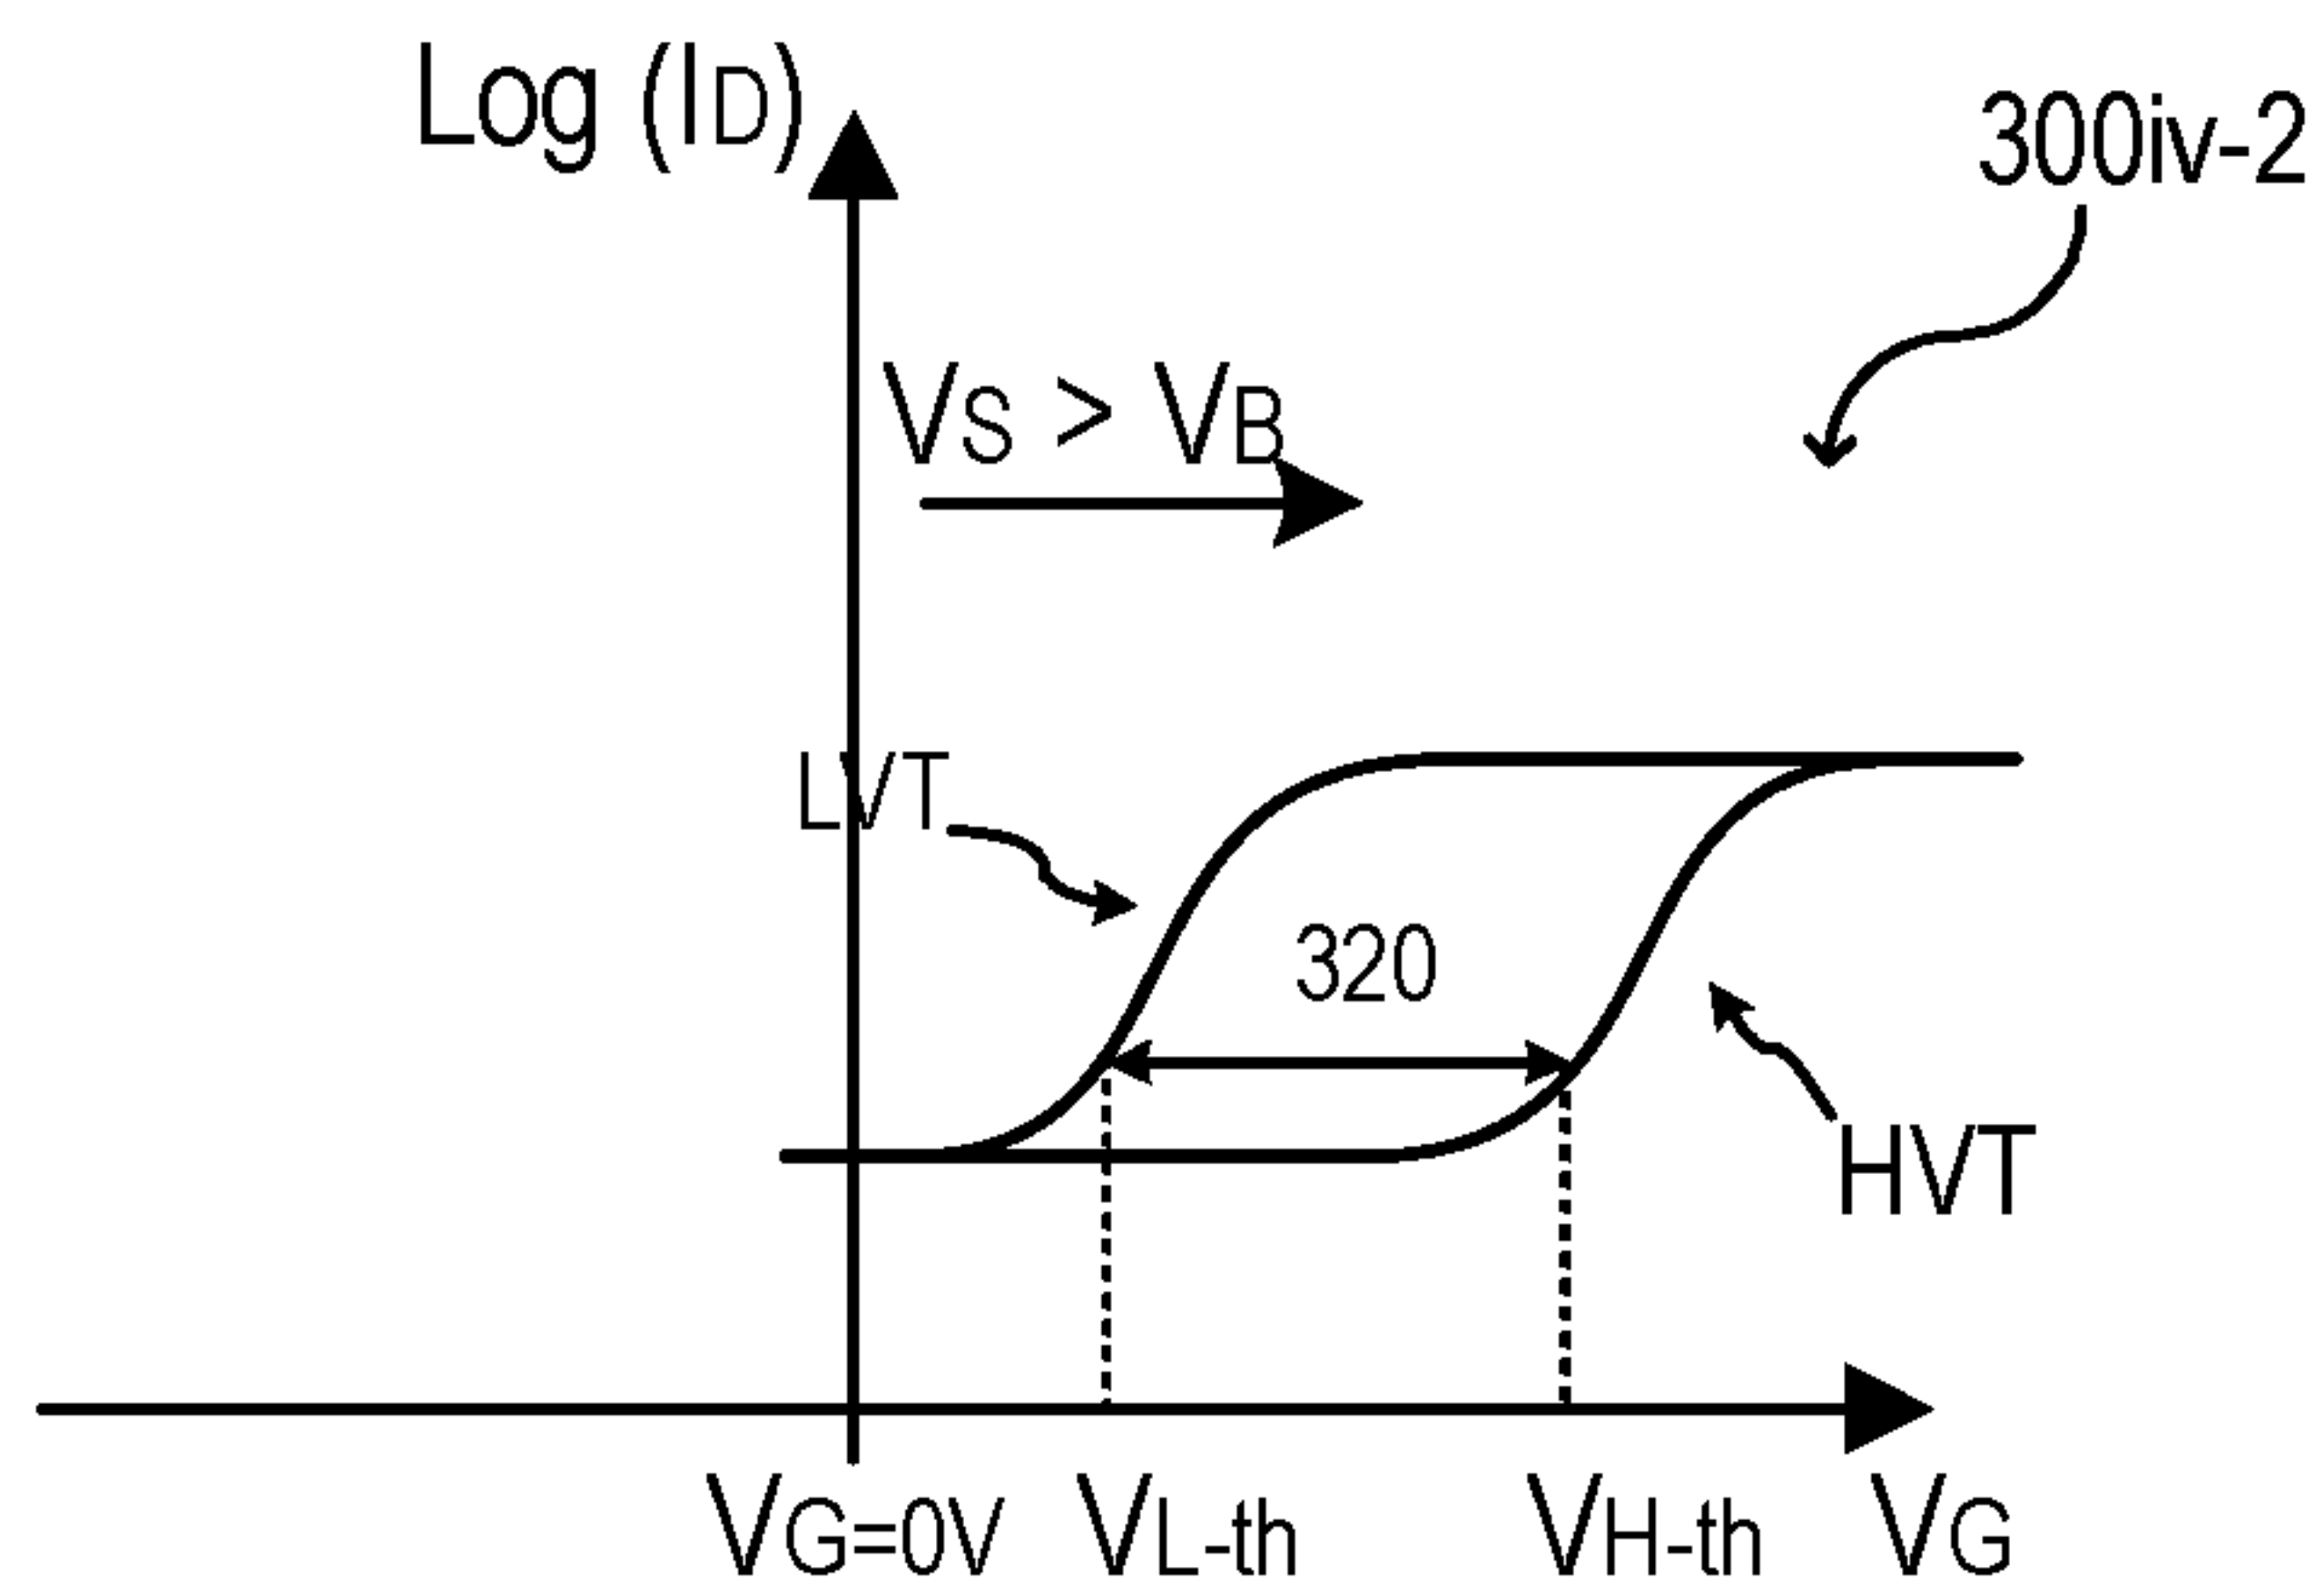 Log (ID)
300iv-2
VS > VB
LVT
320
HVT
VG=0V VL-th VH-th VG